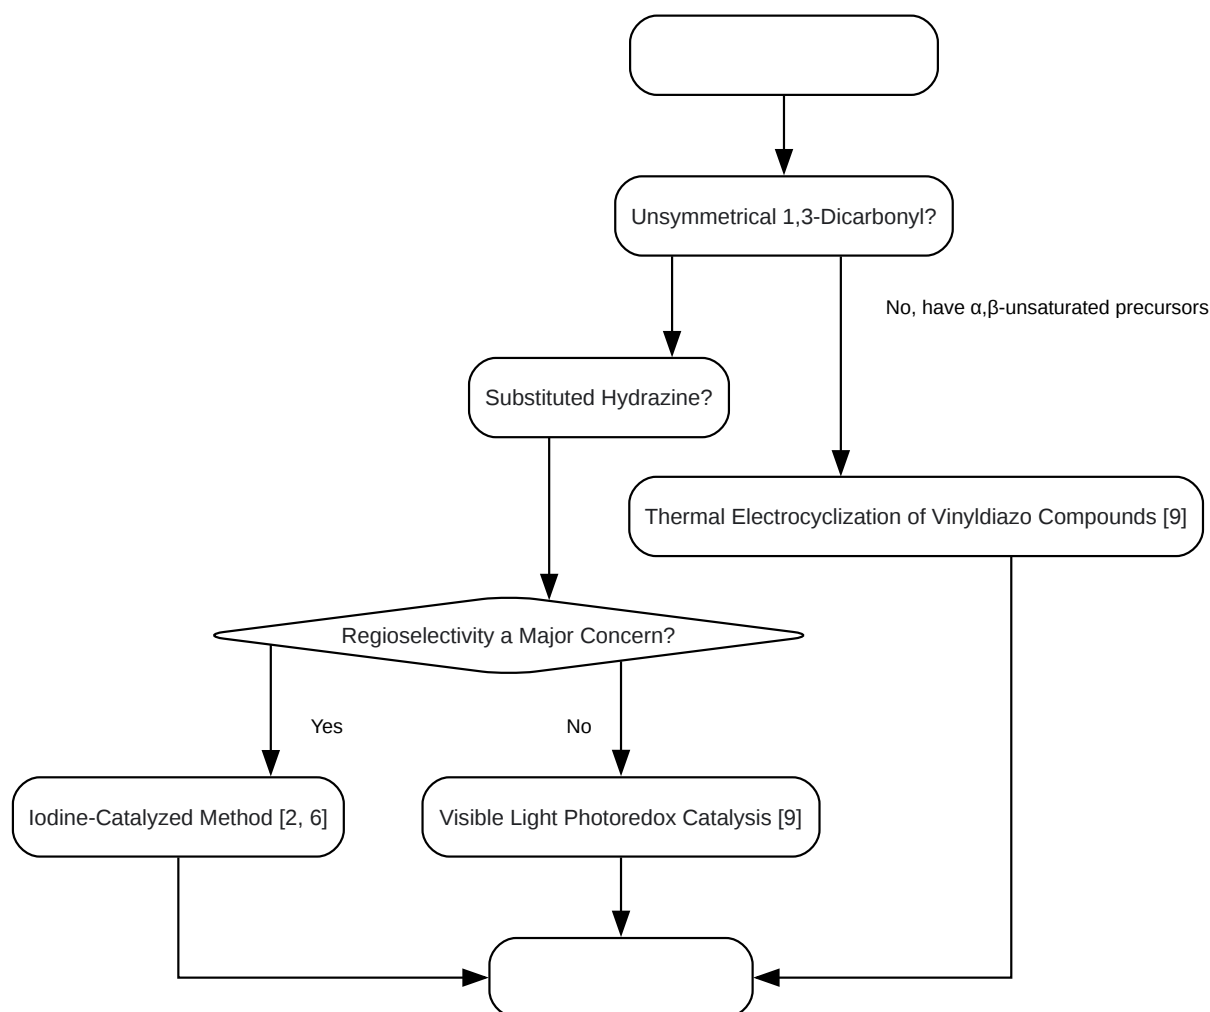 Unsymmetrical 1,3-Dicarbonyl?
No, have α,β-unsaturated precursors
Substituted Hydrazine?
Thermal Electrocyclization of Vinyldiazo Compounds [9]
Regioselectivity a Major Concern?
Yes
No
Iodine-Catalyzed Method [2, 6]
Visible Light Photoredox Catalysis [9]